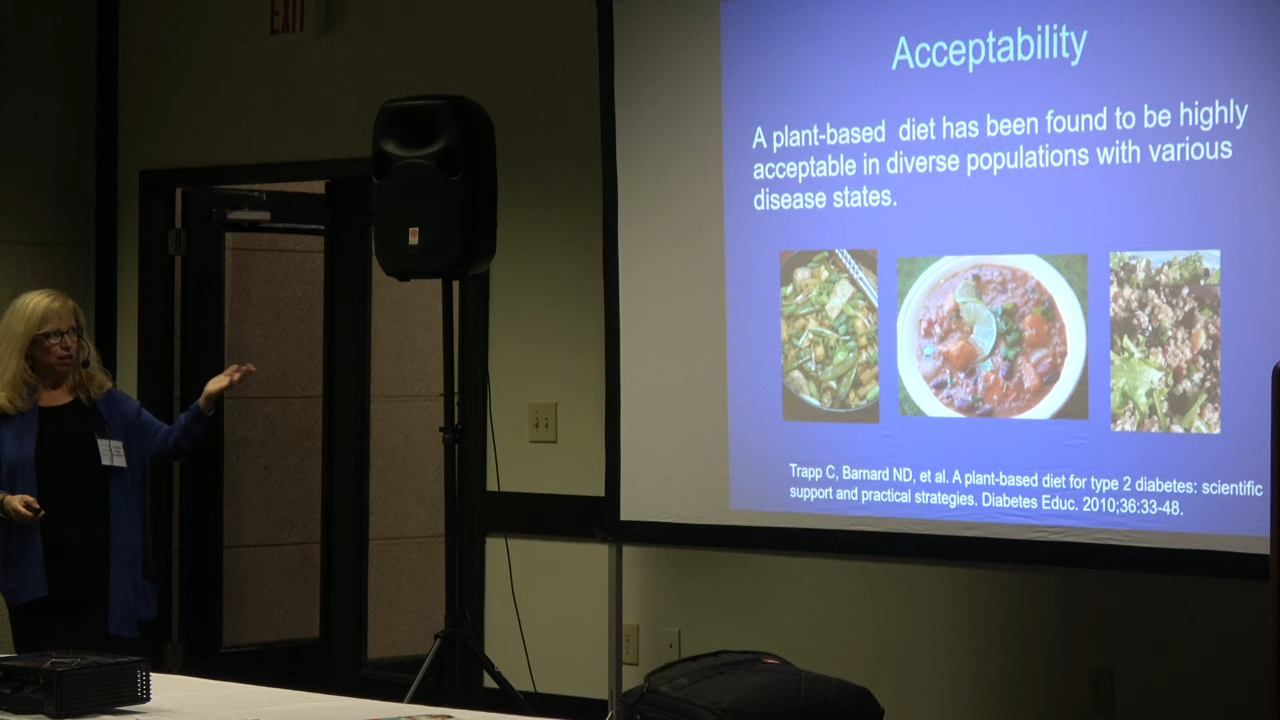 EXIT
Acceptability
A plant-based diet has been found to be highly
acceptable in diverse populations with various
disease states.
Trapp C, Barnard ND, et al. A plant-based diet for type 2 diabetes: scientific
support and practical strategies. Diabetes Educ. 2010;36:33-48.